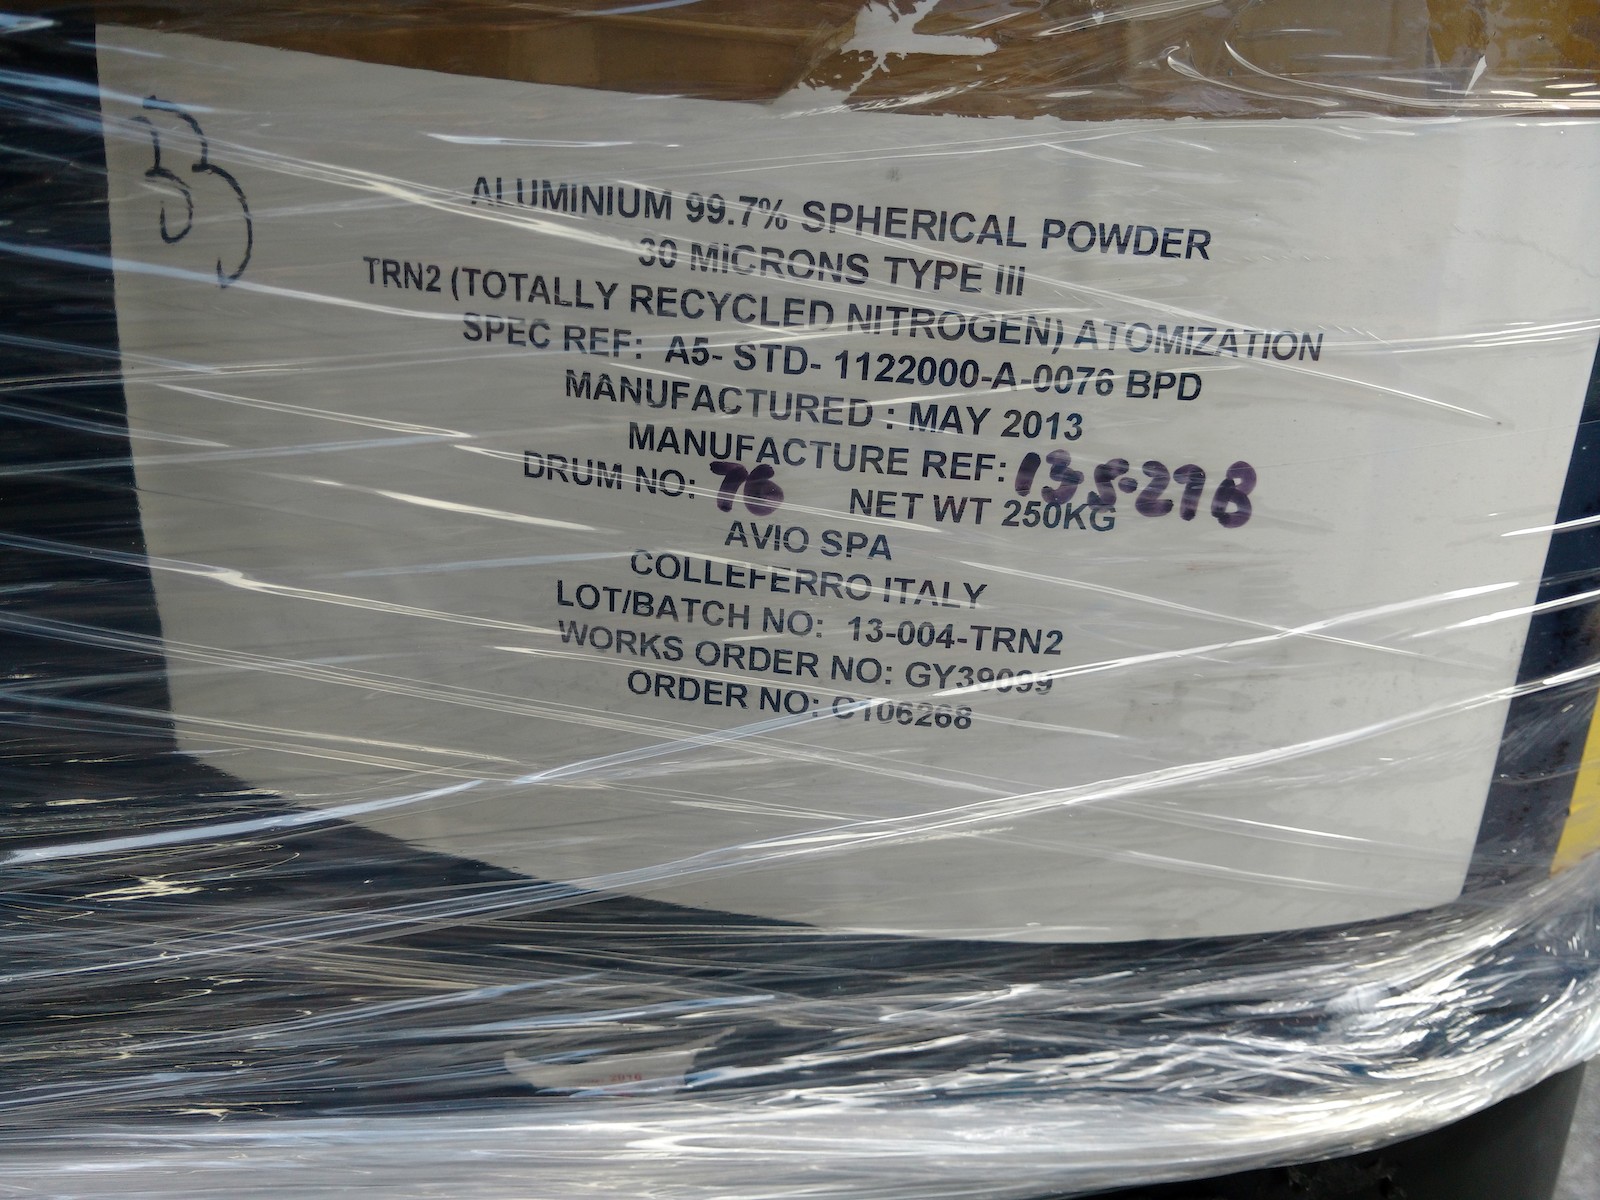 33
ALUMINIUM 99.7% SPHERICAL POWDER
30 MICRONS TYPE III
TRN2 (TOTALLY RECYCLED NITROGEN) ATOMIZATION
SPEC REF: A5- STD- 1122000-A-0076 BPD
MANUFACTURED : MAY 2013
MANUFACTURE REF: 135-278
DRUM NO: 76 NET WT 250KG
AVIO SPA
COLLEFERRO ITALY
LOT/BATCH NO: 13-004-TRN2
WORKS ORDER NO: GY39099
ORDER NO: C106268